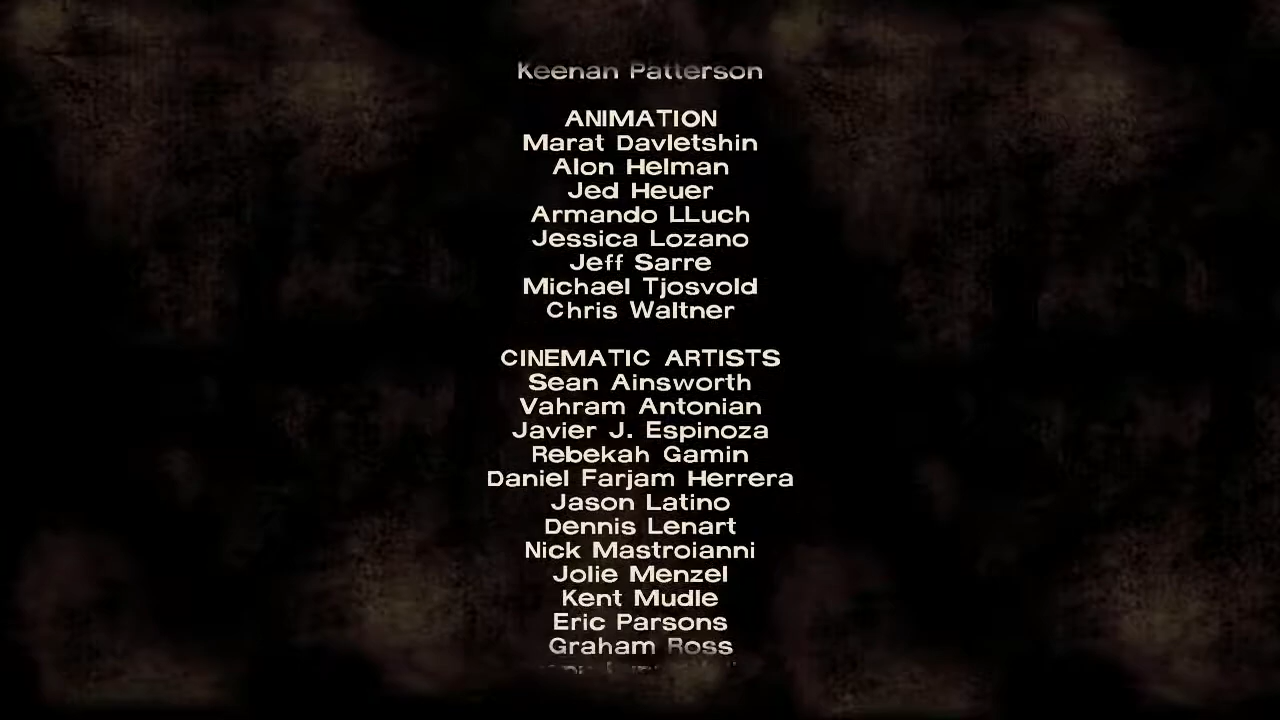 Keenan Patterson
ANIMATION
Marat Davletshin
Alon Helman
Jed Heuer
Armando LLuch
Jessica Lozano
Jeff Sarre
Michael Tjosvold
Chris Waltner
CINEMATIC ARTISTS
Sean Ainsworth
Vahram Antonian
Javier J. Espinoza
Rebekah Gamin
Daniel Farjam Herrera
Jason Latino
Dennis Lenart
Nick Mastroianni
Jolie Menzel
Kent Mudle
Eric Parsons
Graham Ross